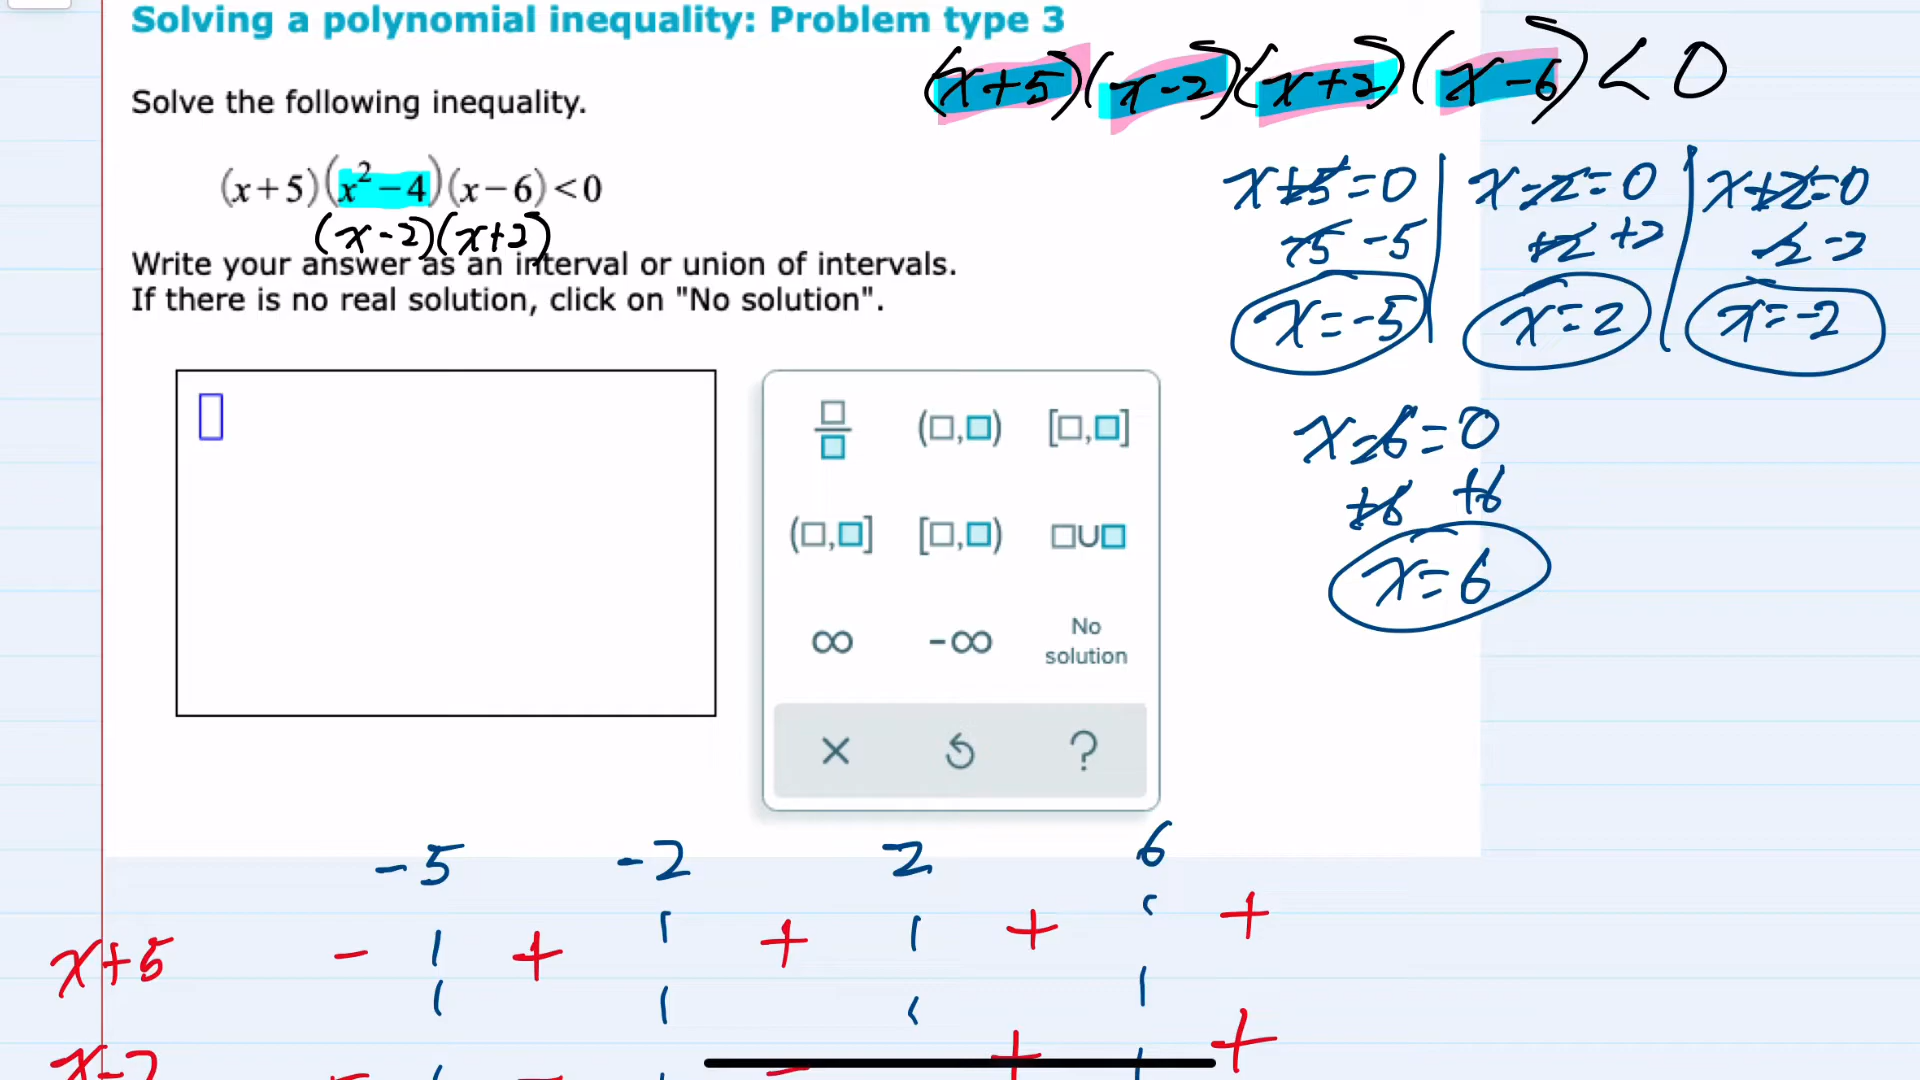 Solving a polynomial inequality: Problem type 3
(x+5)(x-2)(x+2)(x-6)<0
Solve the following inequality.
(x+5)(x²-4)(x-6)<0
(x-2)(x+2)
Write your answer as an interval or union of intervals.
If there is no real solution, click on "No solution".
x+5=0 x-2=0 x+2=0
-5 -5 +2 +2 -2 -2
x=-5 x=2 x=-2
x-6=0
+6 +6
x=6
(□,□) [□,□]
(□,□] [□,□) □∪□
∞ -∞ No solution
× ?
-5 -2 2 6
x+5 - + + + +
x-2 - - - + +